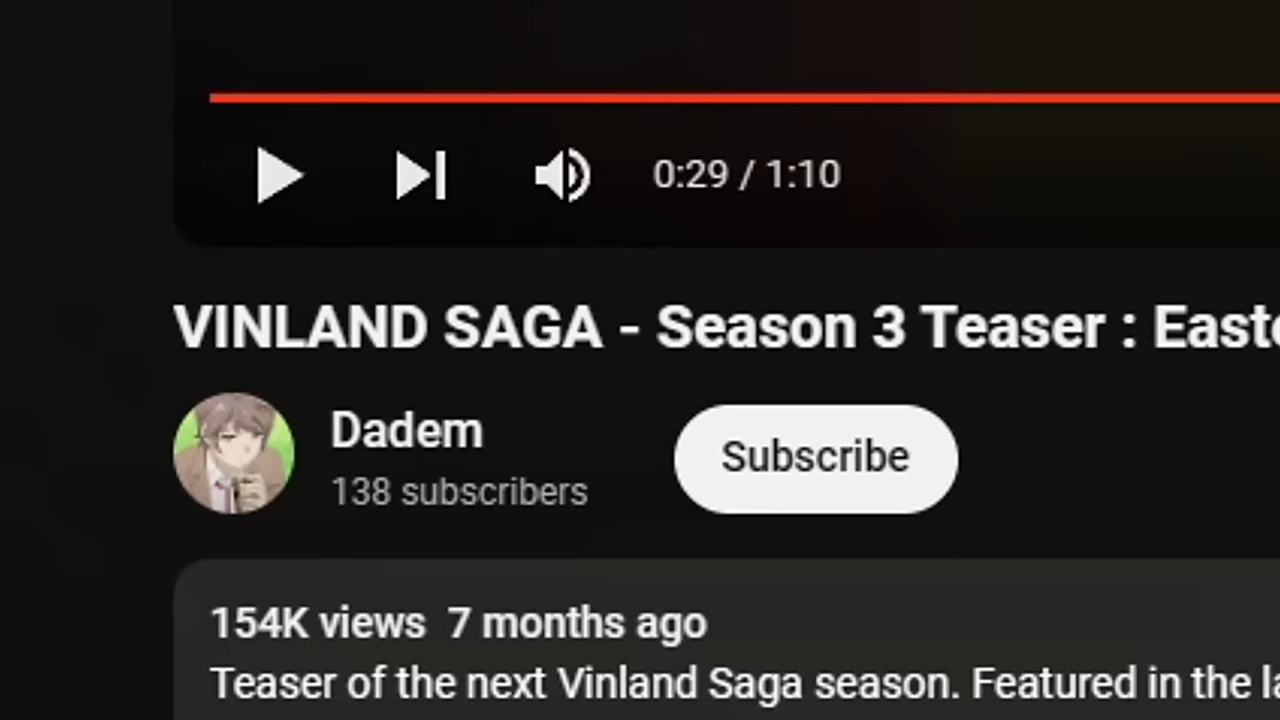 0:29 / 1:10
VINLAND SAGA - Season 3 Teaser :
Dadem
138 subscribers
Subscribe
154K views 7 months ago
Teaser of the next Vinland Saga season. Featured in the